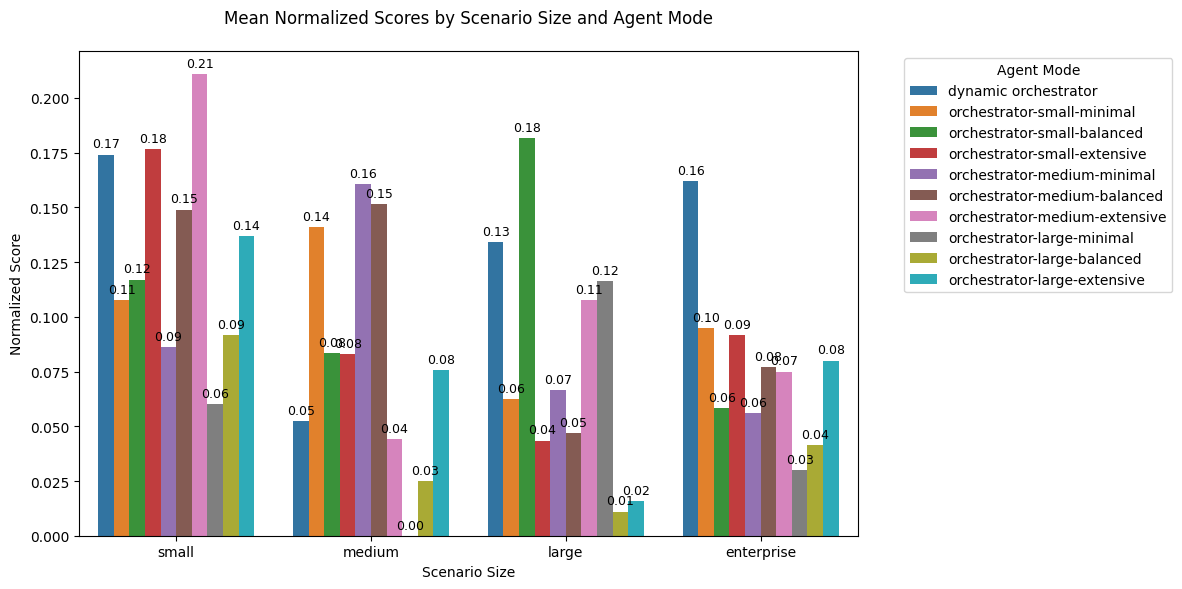 Mean Normalized Scores by Scenario Size and Agent Mode
Normalized Score
0.200
0.175
0.150
0.125
0.100
0.075
0.050
0.025
0.000
0.17
0.11
0.12
0.18
0.09
0.15
0.21
0.06
0.09
0.14
0.05
0.14
0.08
0.08
0.16
0.15
0.04
0.00
0.03
0.08
0.13
0.06
0.18
0.04
0.07
0.05
0.11
0.12
0.01
0.02
0.16
0.10
0.06
0.09
0.06
0.08
0.07
0.03
0.04
0.08
small
medium
large
enterprise
Scenario Size
Agent Mode
dynamic orchestrator
orchestrator-small-minimal
orchestrator-small-balanced
orchestrator-small-extensive
orchestrator-medium-minimal
orchestrator-medium-balanced
orchestrator-medium-extensive
orchestrator-large-minimal
orchestrator-large-balanced
orchestrator-large-extensive